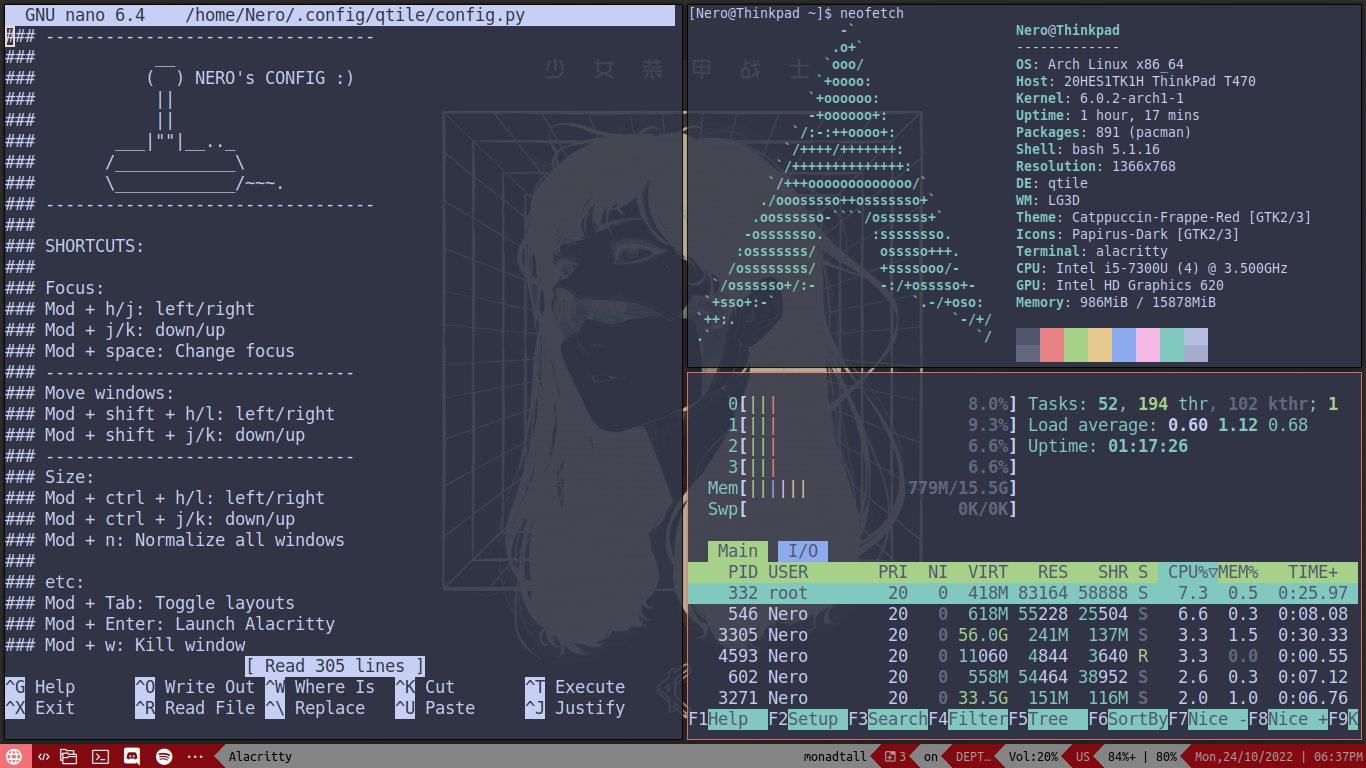 GNU nano 6.4    /home/Nero/.config/qtile/config.py
### ---------------------------------
###            __
###           (  ) NERO's CONFIG :)
###            ||
###            ||
###        ___|""|__.._
###       /____________\
###       \____________/~~~.
### ---------------------------------
###
### SHORTCUTS:
###
### Focus:
### Mod + h/j: left/right
### Mod + j/k: down/up
### Mod + space: Change focus
### -------------------------------
### Move windows:
### Mod + shift + h/l: left/right
### Mod + shift + j/k: down/up
### -------------------------------
### Size:
### Mod + ctrl + h/l: left/right
### Mod + ctrl + j/k: down/up
### Mod + n: Normalize all windows
###
### etc:
### Mod + Tab: Toggle layouts
### Mod + Enter: Launch Alacritty
### Mod + w: Kill window
[ Read 305 lines ]
^G Help ^O Write Out ^W Where Is ^K Cut ^T Execute
^X Exit ^R Read File ^\ Replace ^U Paste ^J Justify
少女装甲战士
[Nero@Thinkpad ~]$ neofetch
Nero@Thinkpad
-------------
OS: Arch Linux x86_64
Host: 20HES1TK1H ThinkPad T470
Kernel: 6.0.2-arch1-1
Uptime: 1 hour, 17 mins
Packages: 891 (pacman)
Shell: bash 5.1.16
Resolution: 1366x768
DE: qtile
WM: LG3D
Theme: Catppuccin-Frappe-Red [GTK2/3]
Icons: Papirus-Dark [GTK2/3]
Terminal: alacritty
CPU: Intel i5-7300U (4) @ 3.500GHz
GPU: Intel HD Graphics 620
Memory: 986MiB / 15878MiB
0[||| 8.0%] Tasks: 52, 194 thr, 102 kthr; 1
1[||| 9.3%] Load average: 0.60 1.12 0.68
2[||| 6.6%] Uptime: 01:17:26
3[||| 6.6%]
Mem[|||||| 779M/15.5G]
Swp[ 0K/0K]
Main I/O
PID USER PRI NI VIRT RES SHR S CPU%▽MEM% TIME+
332 root 20 0 418M 83164 58888 S 7.3 0.5 0:25.97
546 Nero 20 0 618M 55228 25504 S 6.6 0.3 0:08.08
3305 Nero 20 0 56.0G 241M 137M S 3.3 1.5 0:30.33
4593 Nero 20 0 11060 4844 3640 R 3.3 0.0 0:00.55
602 Nero 20 0 558M 54464 38952 S 2.6 0.3 0:07.12
3271 Nero 20 0 33.5G 151M 116M S 2.0 1.0 0:06.76
F1Help F2Setup F3SearchF4FilterF5Tree F6SortByF7Nice -F8Nice +F9K
Alacritty monadtall 3 on DEPT... Vol:20% US 84%+ | 80% Mon,24/10/2022 | 06:37PM